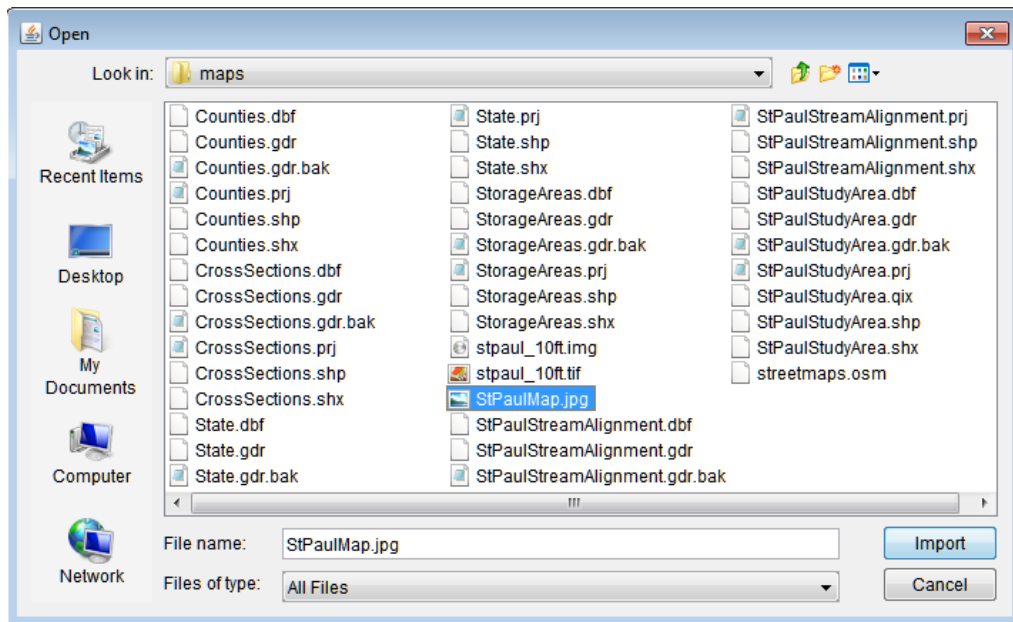 Open
Look in:
maps
Recent Items
Desktop
My
Documents
Computer
Network
Counties.dbf
Counties.gdr
Counties.gdr.bak
Counties.prj
Counties.shp
Counties.shx
CrossSections.dbf
CrossSections.gdr
CrossSections.gdr.bak
CrossSections.prj
CrossSections.shp
CrossSections.shx
State.dbf
State.gdr
State.gdr.bak
State.prj
State.shp
State.shx
StorageAreas.dbf
StorageAreas.gdr
StorageAreas.gdr.bak
StorageAreas.prj
StorageAreas.shp
StorageAreas.shx
stpaul_10ft.img
stpaul_10ft.tif
StPaulMap.jpg
StPaulStreamAlignment.dbf
StPaulStreamAlignment.gdr
StPaulStreamAlignment.gdr.bak
StPaulStreamAlignment.prj
StPaulStreamAlignment.shp
StPaulStreamAlignment.shx
StPaulStudyArea.dbf
StPaulStudyArea.gdr
StPaulStudyArea.gdr.bak
StPaulStudyArea.prj
StPaulStudyArea.qix
StPaulStudyArea.shp
StPaulStudyArea.shx
streetmaps.osm
File name:
StPaulMap.jpg
Import
Files of type:
All Files
Cancel